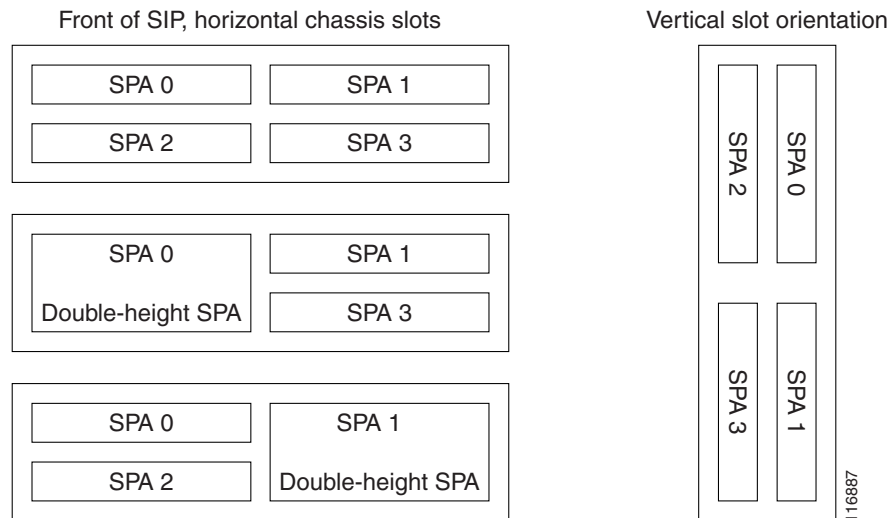 Front of SIP, horizontal chassis slots
SPA 0
SPA 1
SPA 2
SPA 3
SPA 0
Double-height SPA
SPA 1
SPA 3
SPA 0
SPA 2
SPA 1
Double-height SPA
Vertical slot orientation
SPA 2
SPA 0
SPA 3
SPA 1
116887